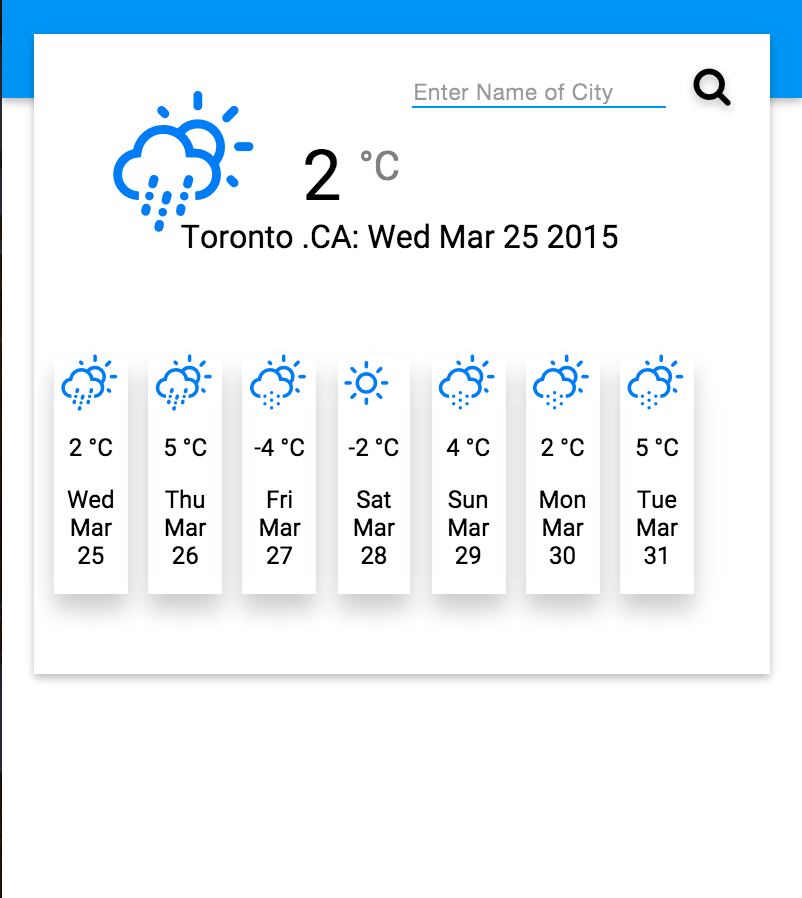 Enter Name of City
2 °C
Toronto .CA: Wed Mar 25 2015
2 °C
Wed
Mar
25
5 °C
Thu
Mar
26
-4 °C
Fri
Mar
27
-2 °C
Sat
Mar
28
4 °C
Sun
Mar
29
2 °C
Mon
Mar
30
5 °C
Tue
Mar
31